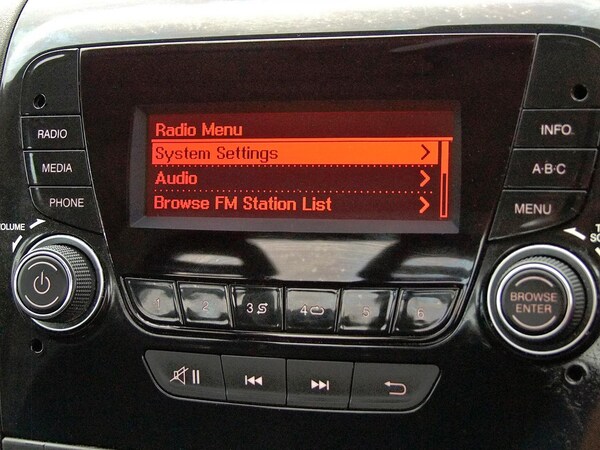 Radio Menu
System Settings
Audio
Browse FM Station List
RADIO
MEDIA
PHONE
VOLUME
INFO
A·B·C
MENU
BROWSE
ENTER
1
2
3
4
5
6